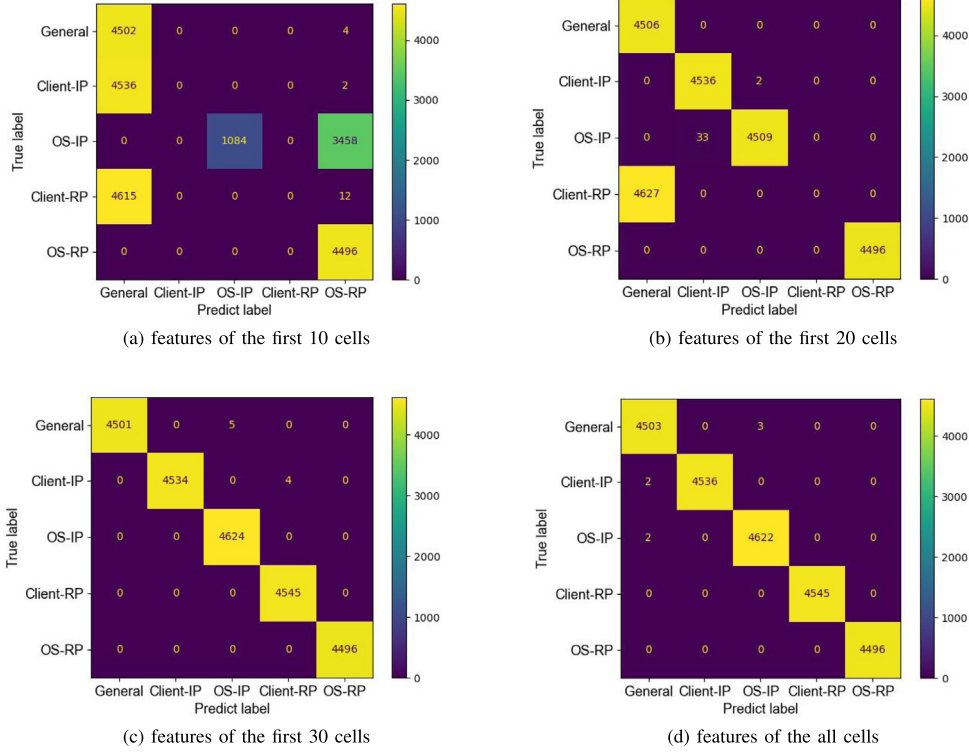 General 4502 0 0 0 4
Client-IP 4536 0 0 0 2
OS-IP 0 0 1084 0 3458
Client-RP 4615 0 0 0 12
OS-RP 0 0 0 0 4496
General Client-IP OS-IP Client-RP OS-RP
Predict label
True label
4000
3000
2000
1000
0
(a) features of the first 10 cells
General 4506 0 0 0 0
Client-IP 0 4536 2 0 0
OS-IP 0 33 4509 0 0
Client-RP 4627 0 0 0 0
OS-RP 0 0 0 0 4496
General Client-IP OS-IP Client-RP OS-RP
Predict label
True label
4000
3000
2000
1000
0
(b) features of the first 20 cells
General 4501 0 5 0 0
Client-IP 0 4534 0 4 0
OS-IP 0 0 4624 0 0
Client-RP 0 0 0 4545 0
OS-RP 0 0 0 0 4496
General Client-IP OS-IP Client-RP OS-RP
Predict label
True label
4000
3000
2000
1000
0
(c) features of the first 30 cells
General 4503 0 3 0 0
Client-IP 2 4536 0 0 0
OS-IP 2 0 4622 0 0
Client-RP 0 0 0 4545 0
OS-RP 0 0 0 0 4496
General Client-IP OS-IP Client-RP OS-RP
Predict label
True label
4000
3000
2000
1000
0
(d) features of the all cells